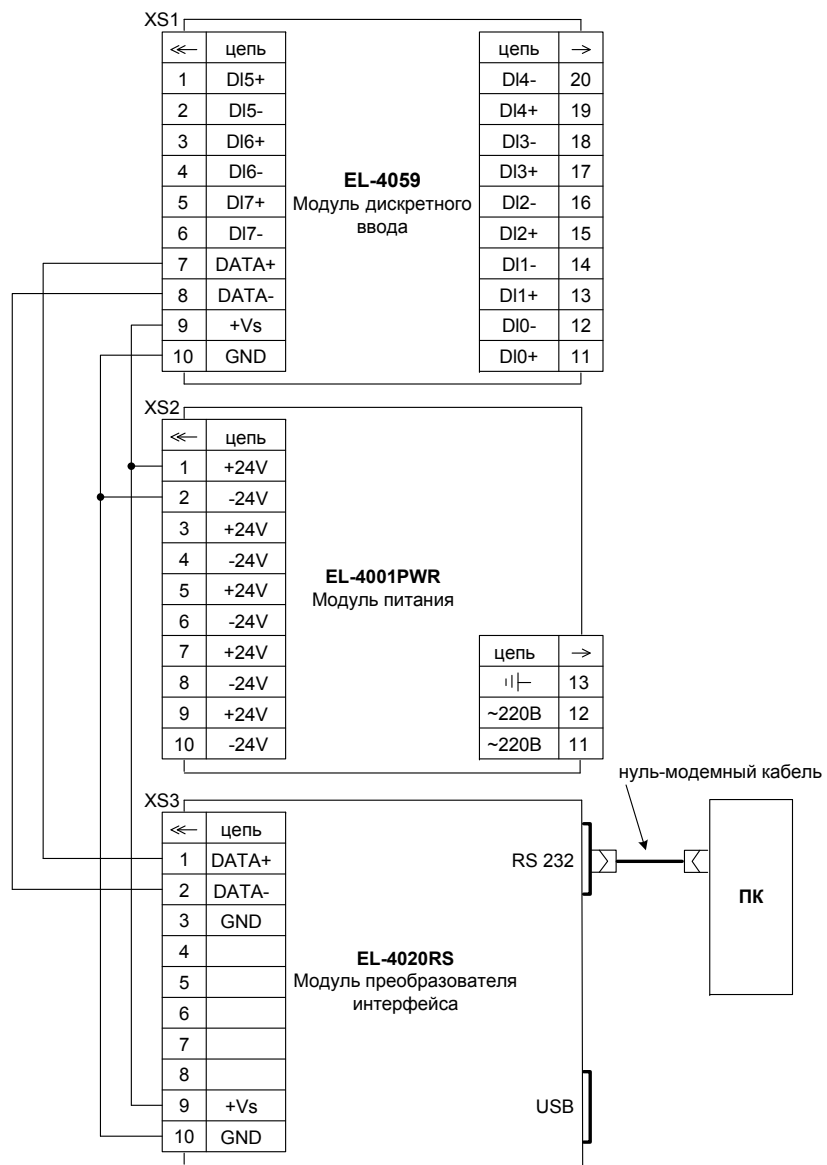 XS1
цепь
1 DI5+
2 DI5-
3 DI6+
4 DI6-
5 DI7+
6 DI7-
7 DATA+
8 DATA-
9 +Vs
10 GND
EL-4059
Модуль дискретного
ввода
цепь
DI4- 20
DI4+ 19
DI3- 18
DI3+ 17
DI2- 16
DI2+ 15
DI1- 14
DI1+ 13
DI0- 12
DI0+ 11
XS2
цепь
1 +24V
2 -24V
3 +24V
4 -24V
5 +24V
6 -24V
7 +24V
8 -24V
9 +24V
10 -24V
EL-4001PWR
Модуль питания
цепь
13
~220В 12
~220В 11
XS3
цепь
1 DATA+
2 DATA-
3 GND
4
5
6
7
8
9 +Vs
10 GND
EL-4020RS
Модуль преобразователя
интерфейса
RS 232
USB
нуль-модемный кабель
ПК